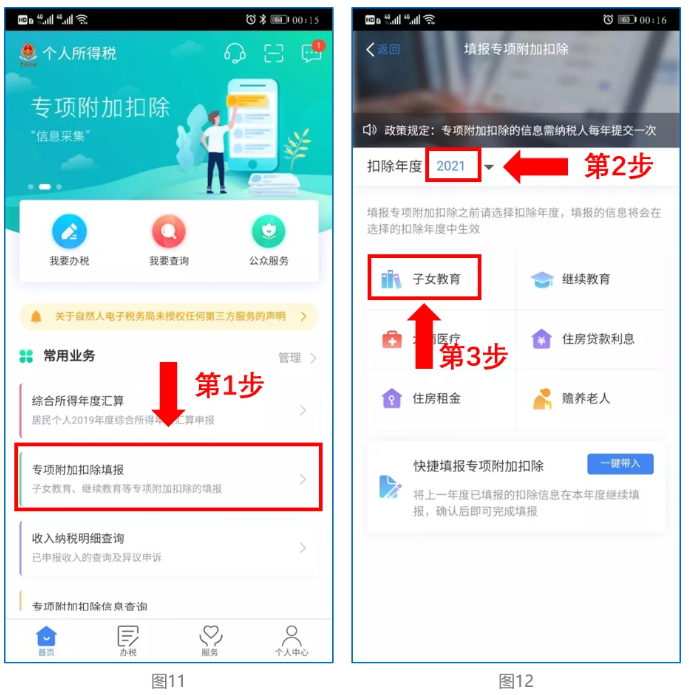 HD 4G 4G 00:15
个人所得税
1
专项附加扣除
"信息采集"
我要办税
我要查询
公众服务
关于自然人电子税务局未授权任何第三方服务的声明
常用业务
管理
第1步
综合所得年度汇算
居民个人2019年度综合所得年度汇算申报
专项附加扣除填报
子女教育、继续教育等专项附加扣除的填报
收入纳税明细查询
已申报收入的查询及异议申诉
专项附加扣除信息查询
首页
办税
服务
个人中心
图11
HD 4G 4G 63 00:16
返回
填报专项附加扣除
政策规定:专项附加扣除的信息需纳税人每年提交一次
扣除年度 2021
第2步
填报专项附加扣除之前请选择扣除年度,填报的信息将会在
选择的扣除年度中生效
子女教育
继续教育
大病医疗
第3步
住房贷款利息
住房租金
赡养老人
快捷填报专项附加扣除
一键带入
将上一年度已填报的扣除信息在本年度继续填
报,确认后即可完成填报
图12